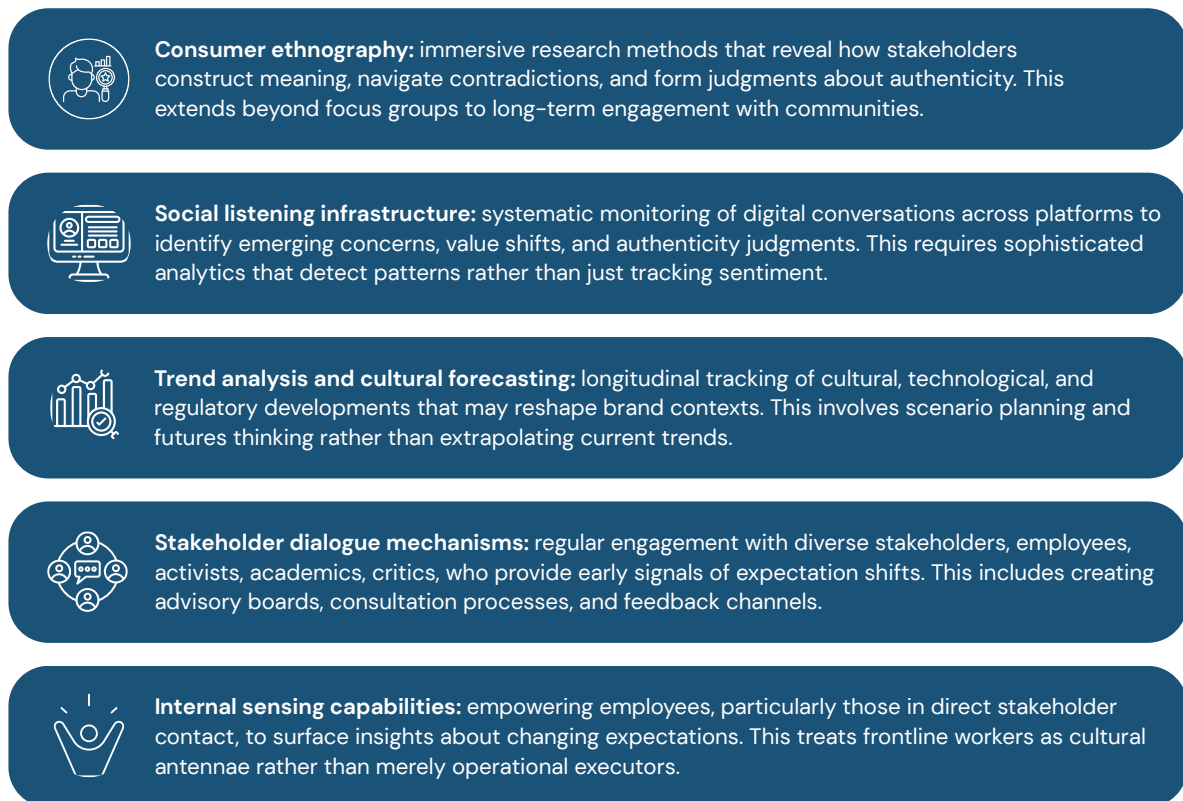 Consumer ethnography: immersive research methods that reveal how stakeholders
construct meaning, navigate contradictions, and form judgments about authenticity. This
extends beyond focus groups to long-term engagement with communities.
Social listening infrastructure: systematic monitoring of digital conversations across platforms to
identify emerging concerns, value shifts, and authenticity judgments. This requires sophisticated
analytics that detect patterns rather than just tracking sentiment.
Trend analysis and cultural forecasting: longitudinal tracking of cultural, technological, and
regulatory developments that may reshape brand contexts. This involves scenario planning and
futures thinking rather than extrapolating current trends.
Stakeholder dialogue mechanisms: regular engagement with diverse stakeholders, employees,
activists, academics, critics, who provide early signals of expectation shifts. This includes creating
advisory boards, consultation processes, and feedback channels.
Internal sensing capabilities: empowering employees, particularly those in direct stakeholder
contact, to surface insights about changing expectations. This treats frontline workers as cultural
antennae rather than merely operational executors.